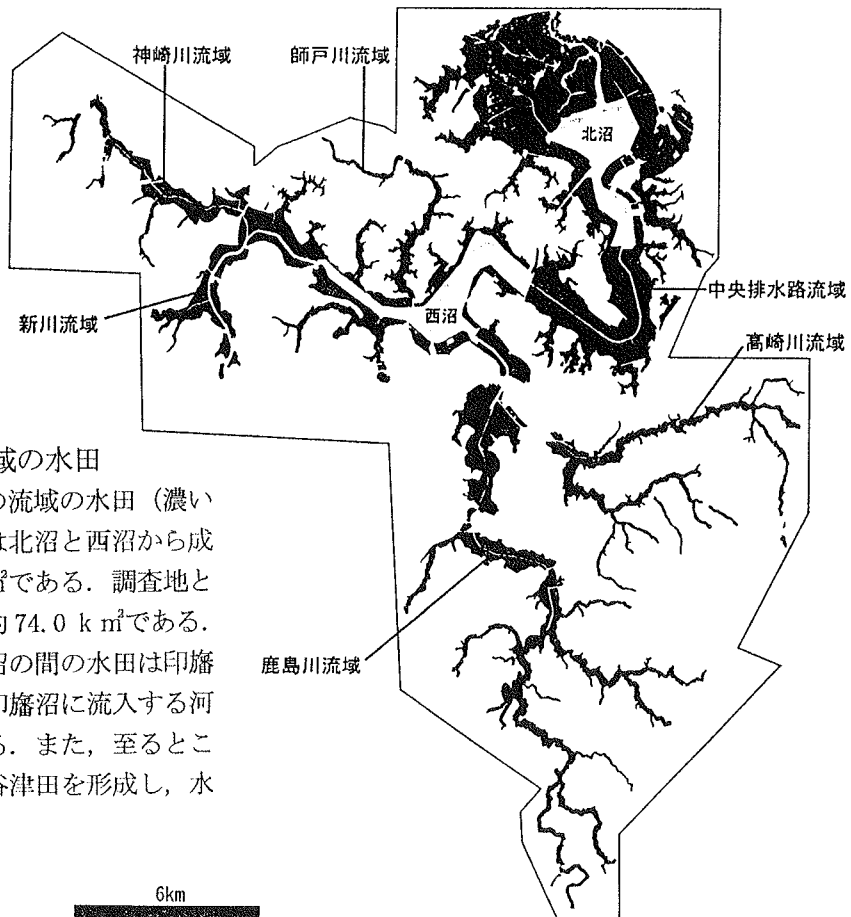 神崎川流域
師戸川流域
北沼
中央排水路流域
新川流域
西沼
高崎川流域
域の水田
の流域の水田（濃い
は北沼と西沼から成
㎡である．調査地と
約 74.0 ｋ㎡である．
沼の間の水田は印旛
印旛沼に流入する河
る．また，至るとこ
谷津田を形成し，水
鹿島川流域
6km